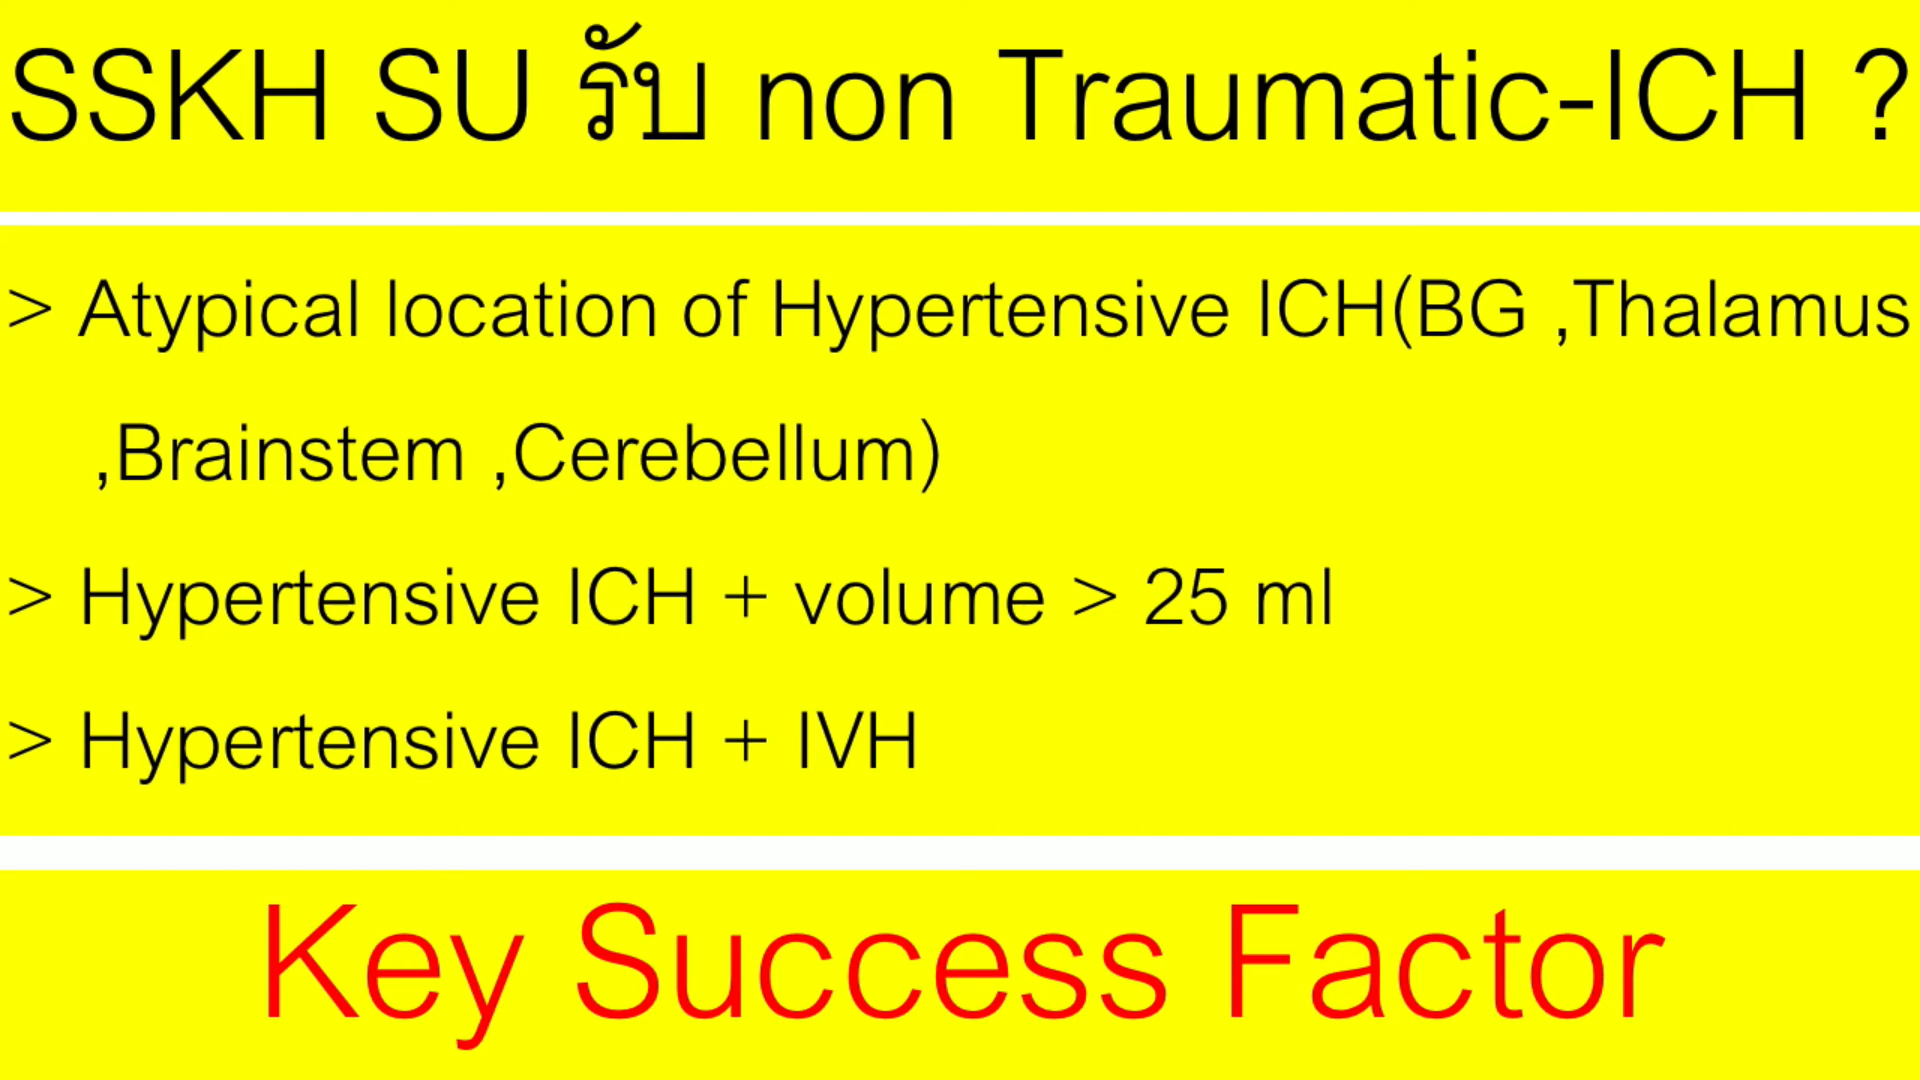 SSKH SU รับ non Traumatic-ICH ?
> Atypical location of Hypertensive ICH(BG ,Thalamus
,Brainstem ,Cerebellum)
> Hypertensive ICH + volume > 25 ml
> Hypertensive ICH + IVH
Key Success Factor